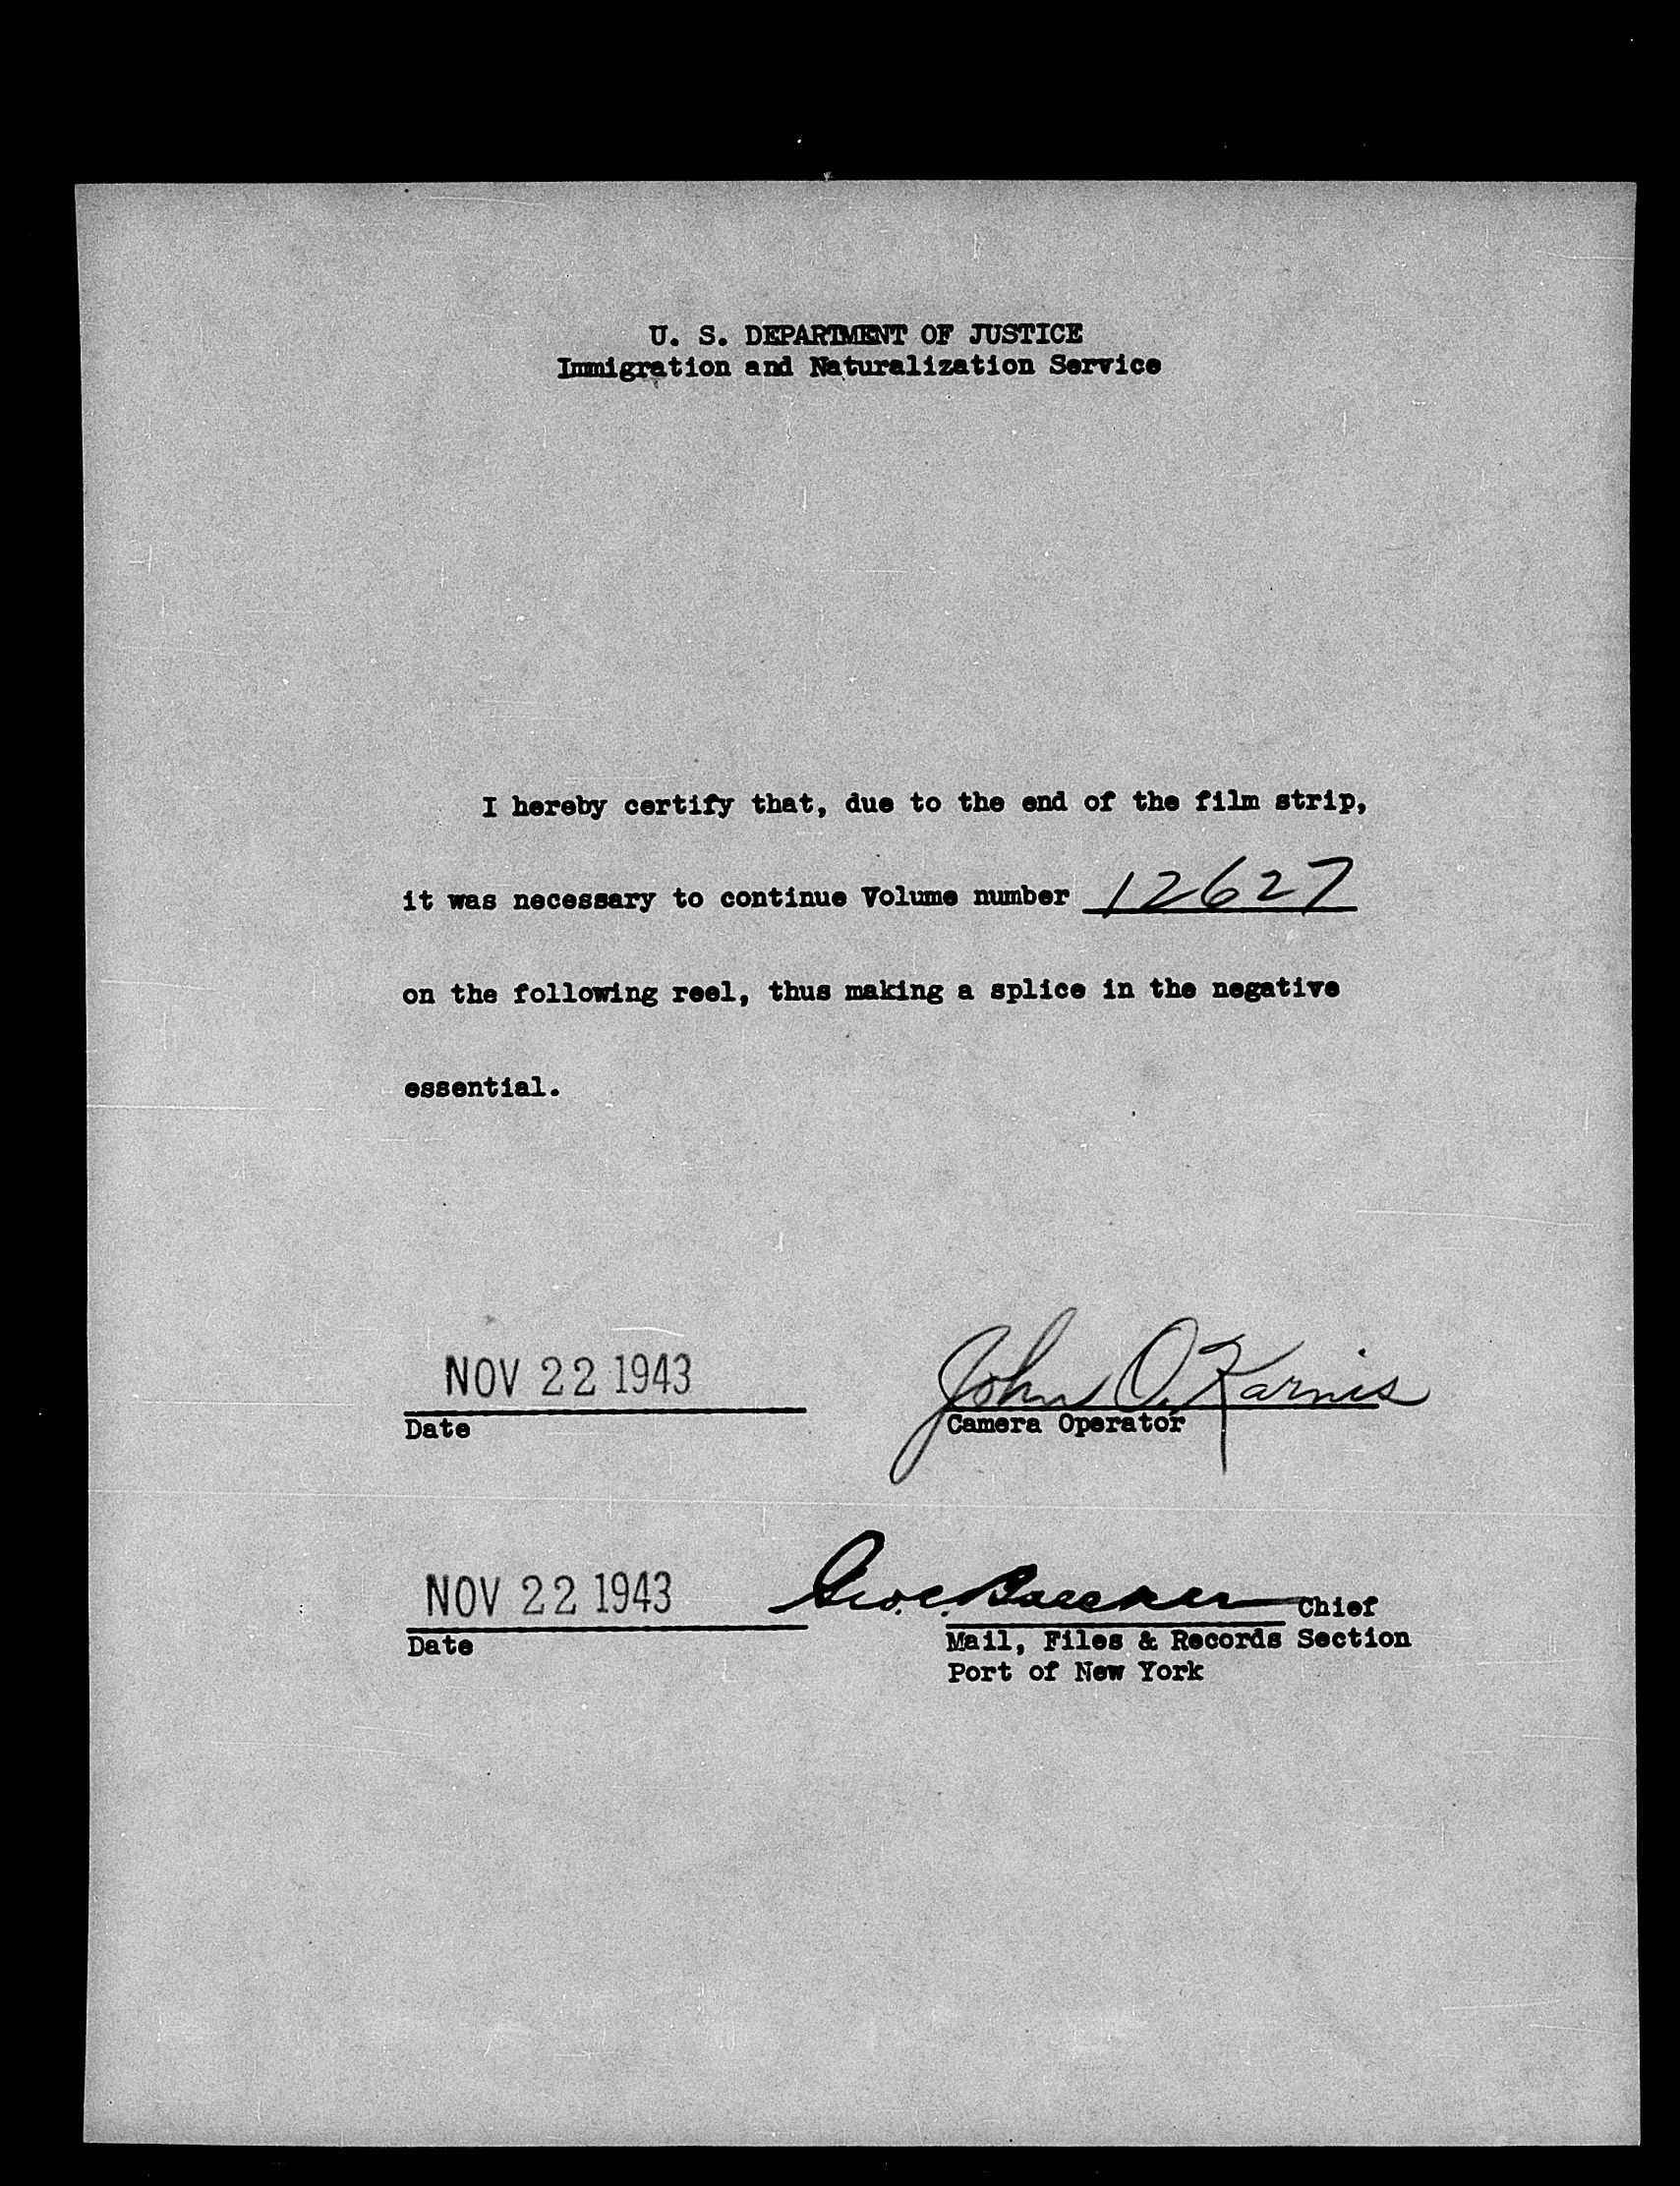 U. S. DEPARTMENT OF JUSTICE
Immigration and Naturalization Service
I hereby certify that, due to the end of the film strip,
it was necessary to continue Volume number 12627
on the following reel, thus making a splice in the negative
essential.
NOV 22 1943 John O. Karnis
Date Camera Operator
NOV 22 1943 Geo. C. Baecker Chief
Date Mail, Files & Records Section
Port of New York